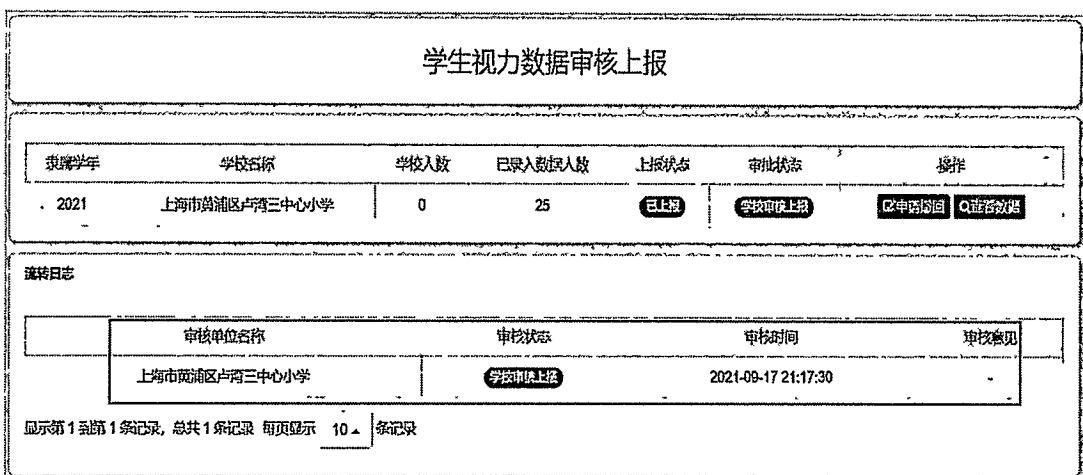 学生视力数据审核上报
隶属学年 学校名称 学校人数 已录入数据人数 上报状态 审批状态 操作
2021 上海市黄浦区卢湾三中心小学 0 25 已上报 学校审核上报 申请撤回 查看数据
流转日志
审核单位名称 审核状态 审核时间 审核意见
上海市黄浦区卢湾三中心小学 学校审核上报 2021-09-17 21:17:30 -
显示第 1 到第 1 条记录，总共 1 条记录 每页显示 10 条记录